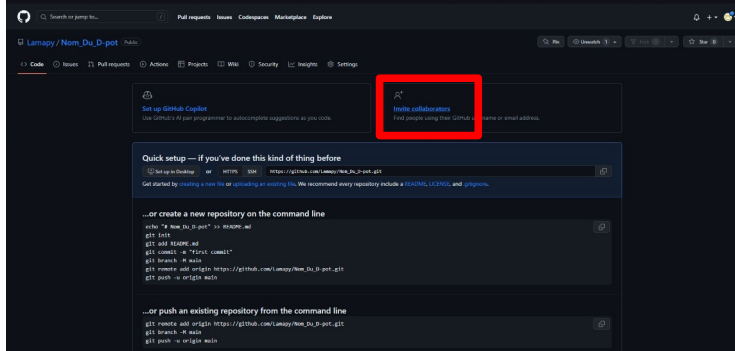 Search or jump to...
/
Pull requests Issues Codespaces Marketplace Explore
Lamapy / Nom_Du_D-pot Public
Pin
Unwatch 1
Fork 0
Star 0
Code Issues Pull requests Actions Projects Wiki Security Insights Settings
Set up GitHub Copilot
Use GitHub's AI pair programmer to autocomplete suggestions as you code.
Invite collaborators
Find people using their GitHub username or email address.
Quick setup — if you've done this kind of thing before
Set up in Desktop or HTTPS SSH https://github.com/Lamapy/Nom_Du_D-pot.git
Get started by creating a new file or uploading an existing file. We recommend every repository include a README, LICENSE, and .gitignore.
...or create a new repository on the command line
echo "# Nom_Du_D-pot" >> README.md
git init
git add README.md
git commit -m "first commit"
git branch -M main
git remote add origin https://github.com/Lamapy/Nom_Du_D-pot.git
git push -u origin main
...or push an existing repository from the command line
git remote add origin https://github.com/Lamapy/Nom_Du_D-pot.git
git branch -M main
git push -u origin main